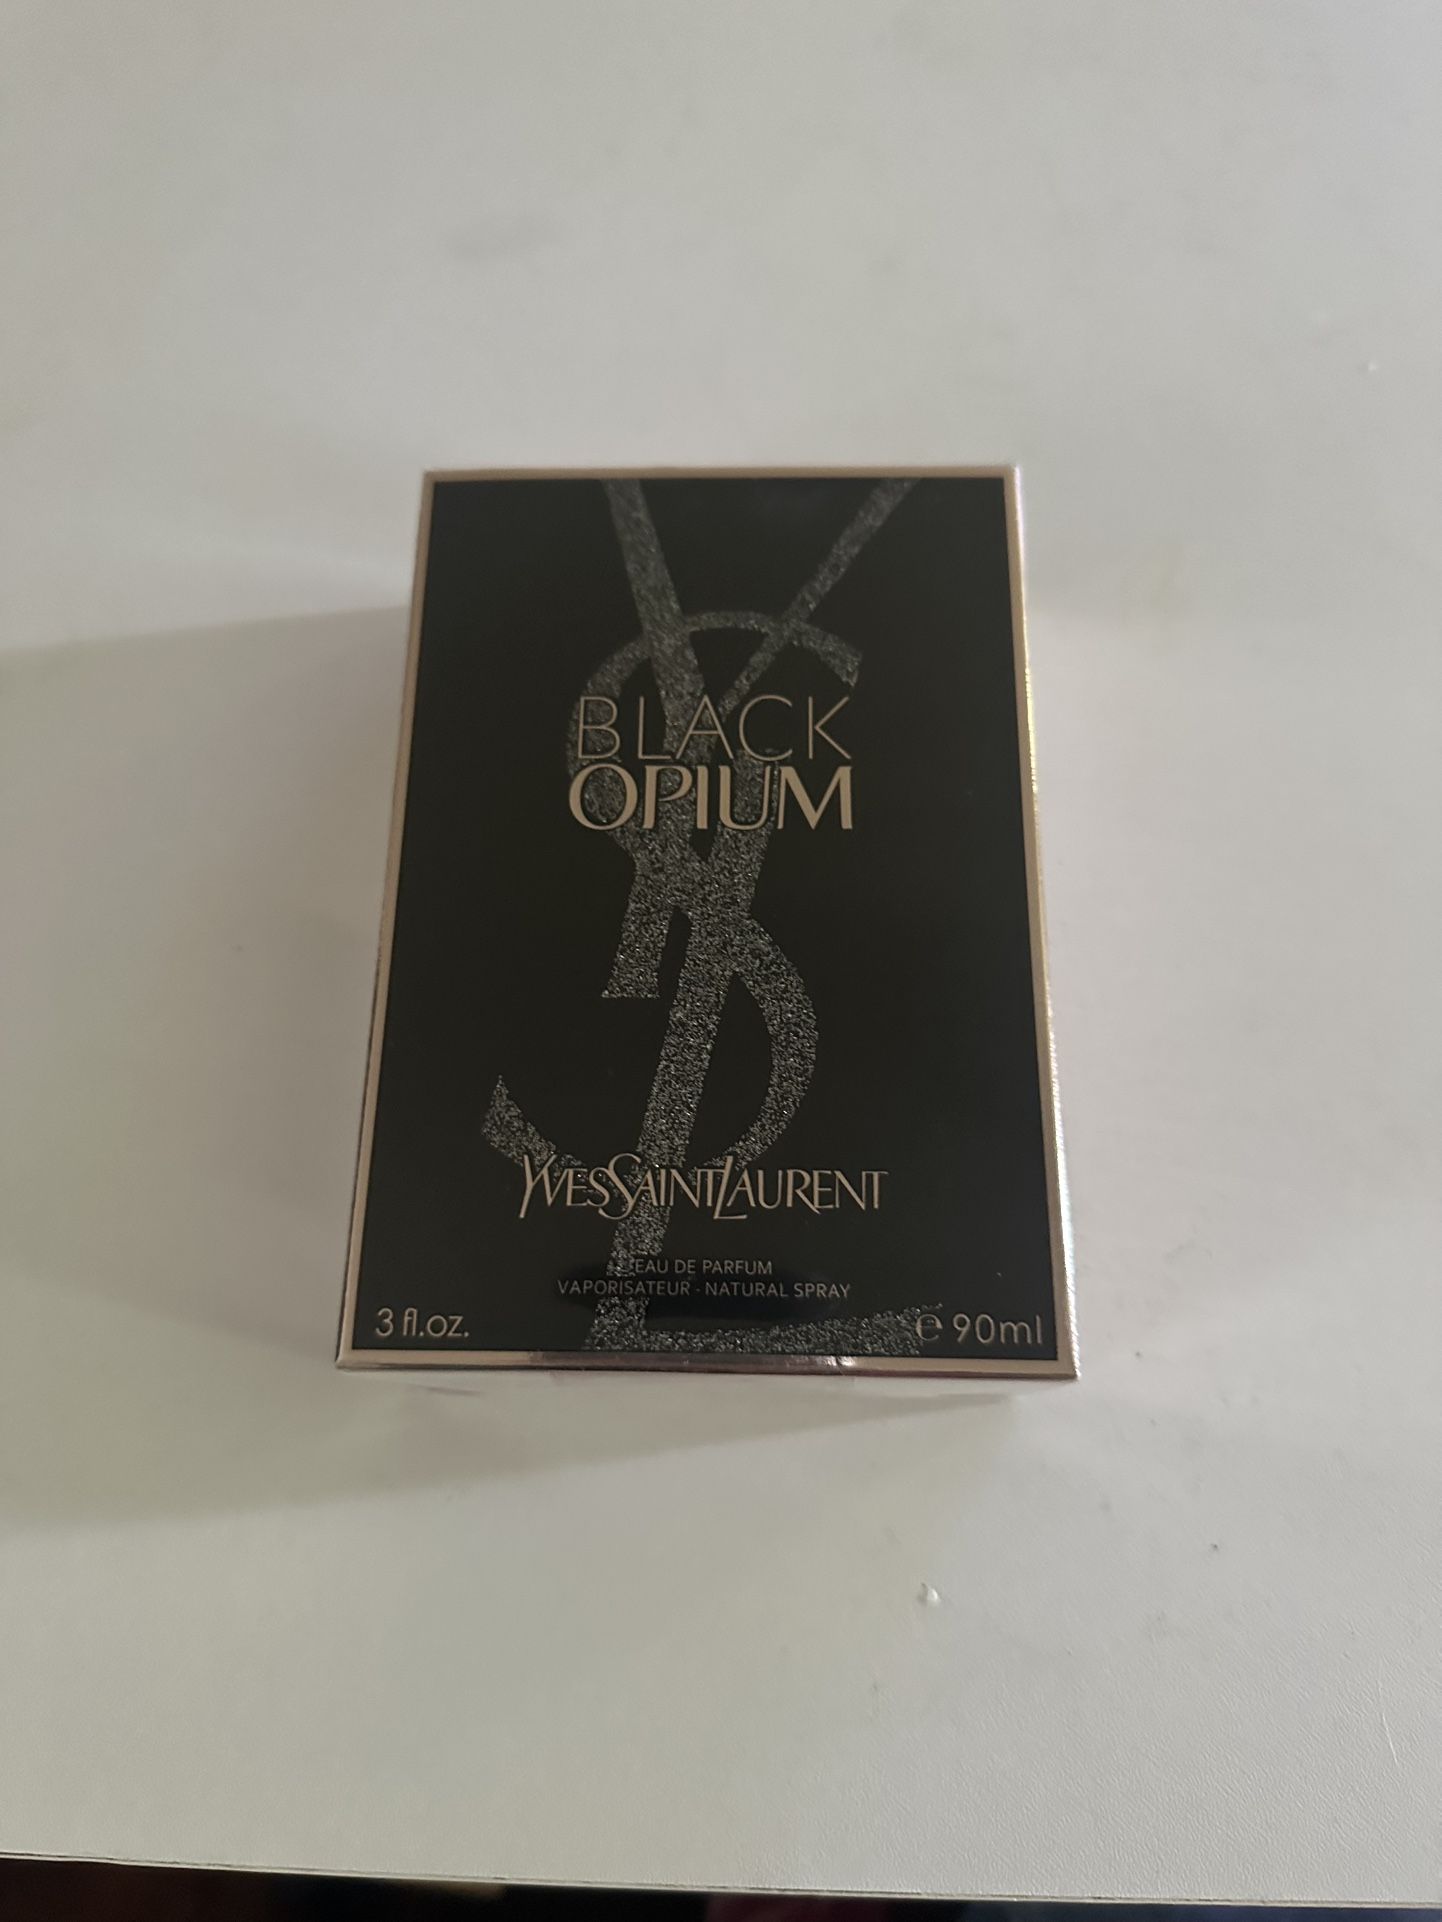 BLACK
OPIUM
YVESSAINTLAURENT
EAU DE PARFUM
VAPORISATEUR - NATURAL SPRAY
3 fl.oz.
℮ 90ml